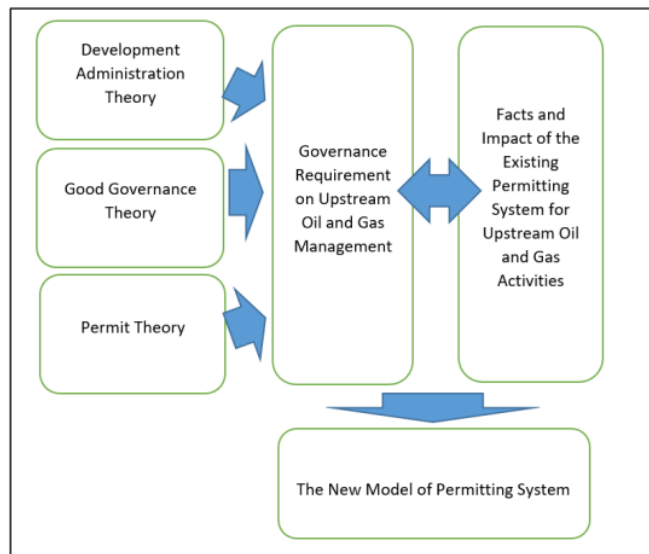 Development
Administration
Theory
Good Governance
Theory
Permit Theory
Governance
Requirement
on Upstream
Oil and Gas
Management
Facts and
Impact of the
Existing
Permitting
System for
Upstream Oil
and Gas
Activities
The New Model of Permitting System